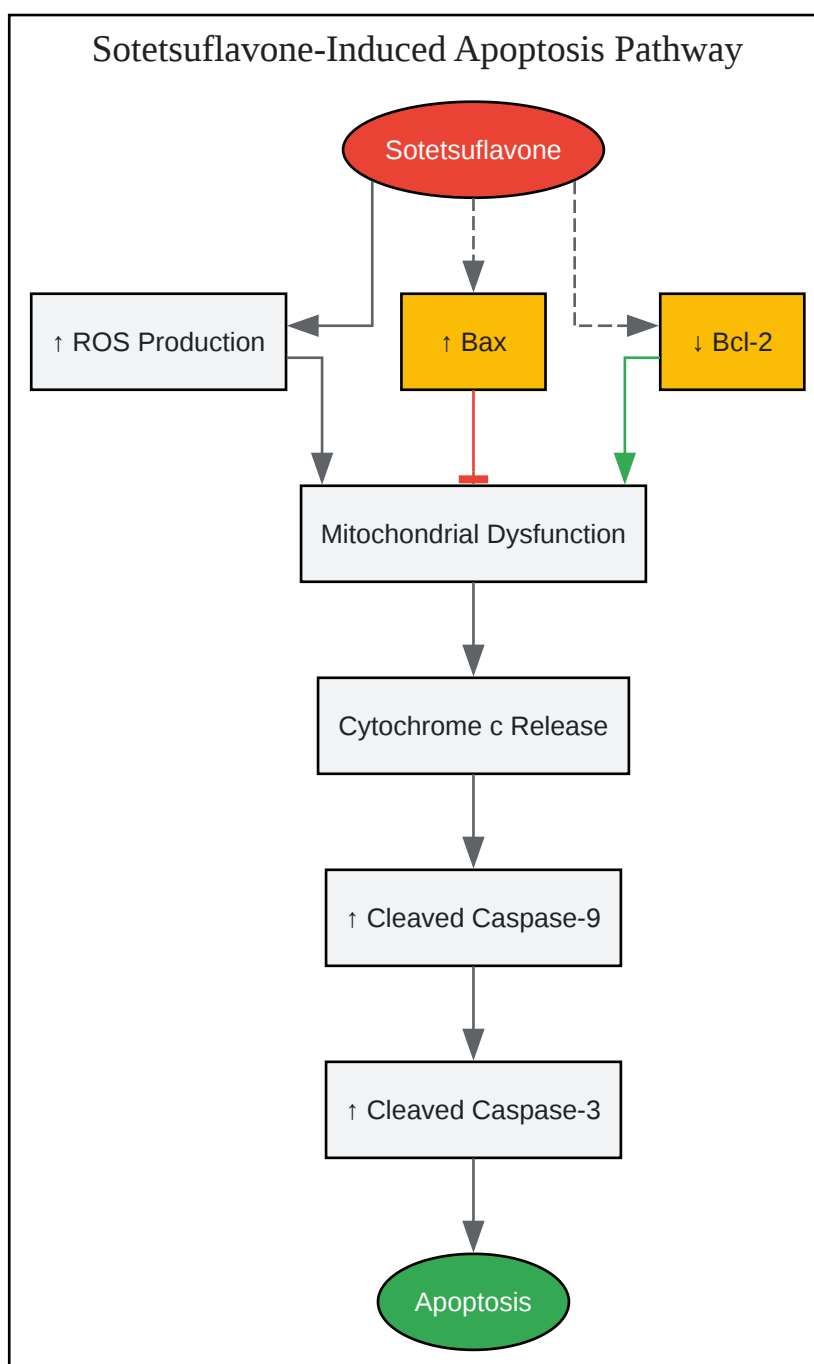 Sotetsuflavone-Induced Apoptosis Pathway
Sotetsuflavone
↑ ROS Production
↑ Bax
↓ Bcl-2
Mitochondrial Dysfunction
Cytochrome c Release
↑ Cleaved Caspase-9
↑ Cleaved Caspase-3
Apoptosis